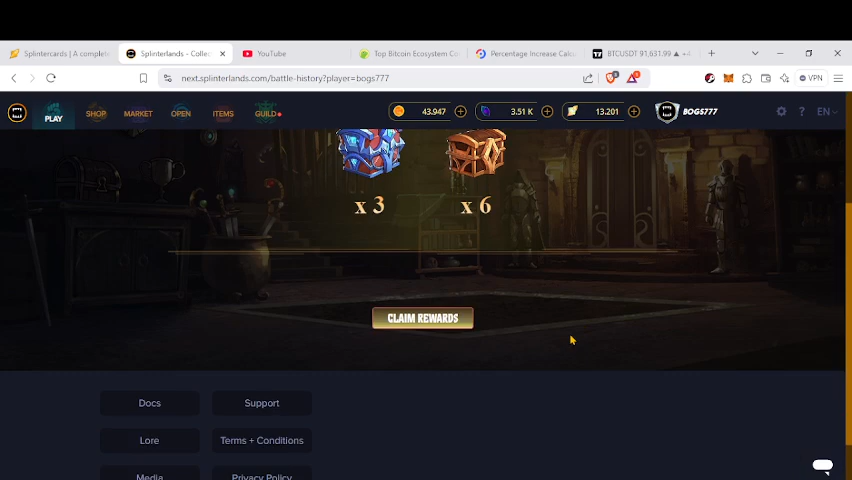 Splintercards | A complete
Splinterlands - Collec
YouTube
Top Bitcoin Ecosystem Co
Percentage Increase Calcu
BTCUSDT 91,631.99 ▲ +4
next.splinterlands.com/battle-history?player=bogs777
VPN
PLAY
SHOP
MARKET
OPEN
ITEMS
GUILD
43.947
3.51 K
13.201
BOGS777
EN
x 3
x 6
CLAIM REWARDS
Docs
Support
Lore
Terms + Conditions
Media
Privacy Policy